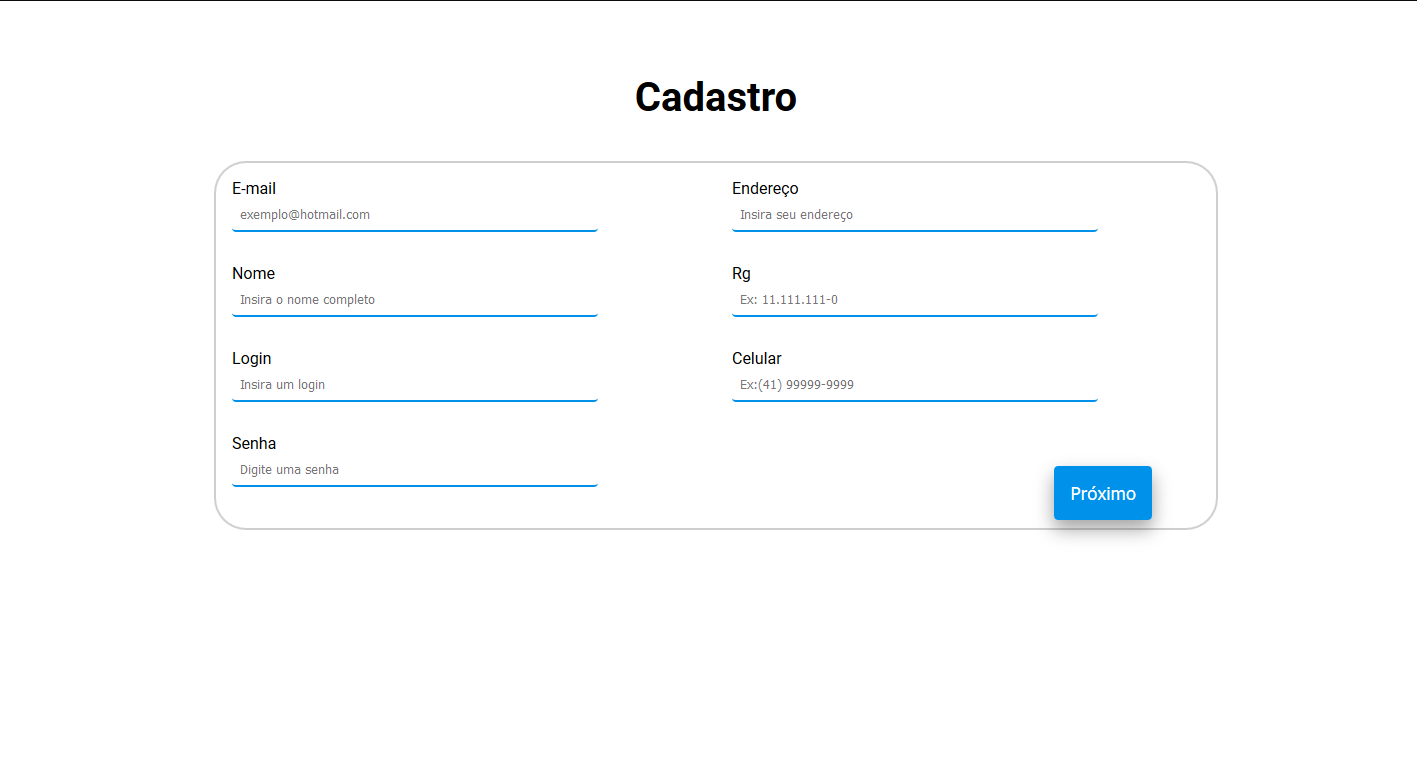 Cadastro
E-mail
exemplo@hotmail.com
Nome
Insira o nome completo
Login
Insira um login
Senha
Digite uma senha
Endereço
Insira seu endereço
Rg
Ex: 11.111.111-0
Celular
Ex:(41) 99999-9999
Próximo